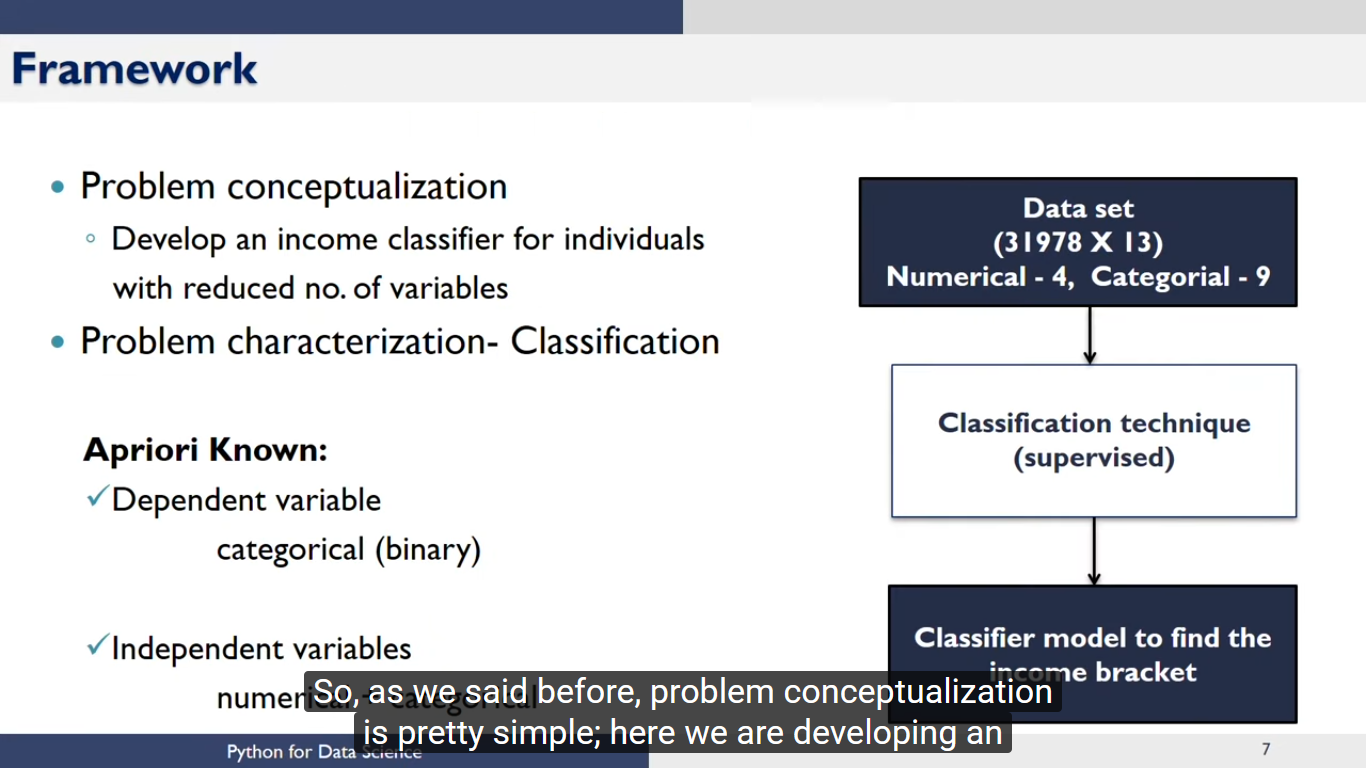 Framework
Problem conceptualization
Develop an income classifier for individuals
with reduced no. of variables
Problem characterization- Classification
Apriori Known:
Dependent variable
categorical (binary)
Independent variables
numerical + categorical
Data set
(31978 X 13)
Numerical - 4, Categorial - 9
Classification technique
(supervised)
Classifier model to find the
income bracket
So, as we said before, problem conceptualization
is pretty simple; here we are developing an
Python for Data Science
7